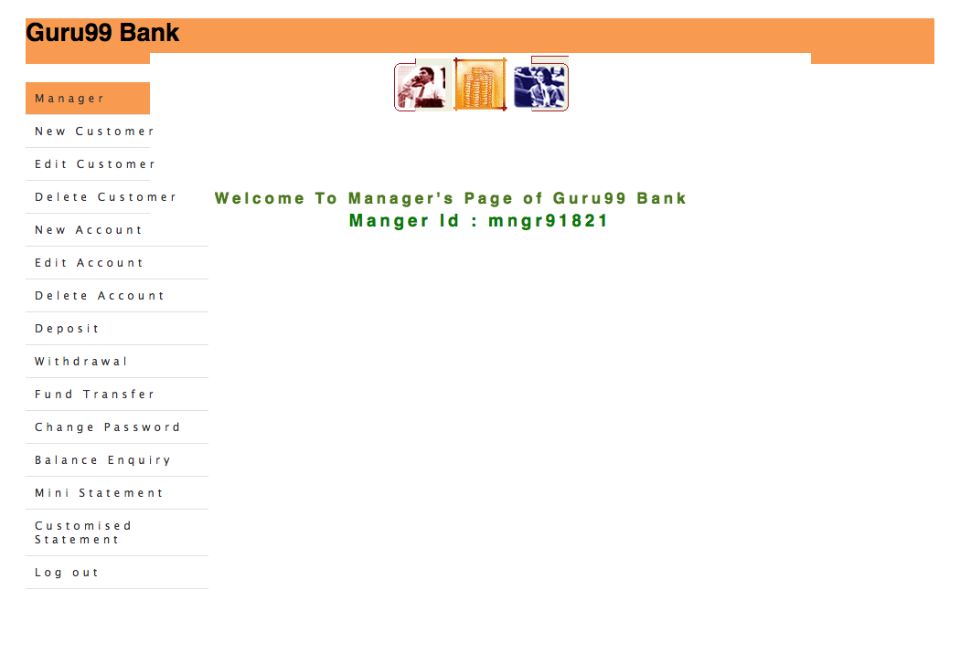 Guru99 Bank
Manager
New Customer
Edit Customer
Delete Customer
New Account
Edit Account
Delete Account
Deposit
Withdrawal
Fund Transfer
Change Password
Balance Enquiry
Mini Statement
Customised
Statement
Log out
Welcome To Manager's Page of Guru99 Bank
Manger Id : mngr91821